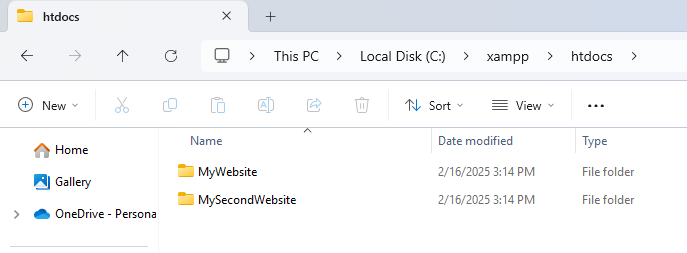 htdocs
This PC Local Disk (C:) xampp htdocs
New Sort View
Name Date modified Type
Home
MyWebsite 2/16/2025 3:14 PM File folder
Gallery
MySecondWebsite 2/16/2025 3:14 PM File folder
OneDrive - Persona